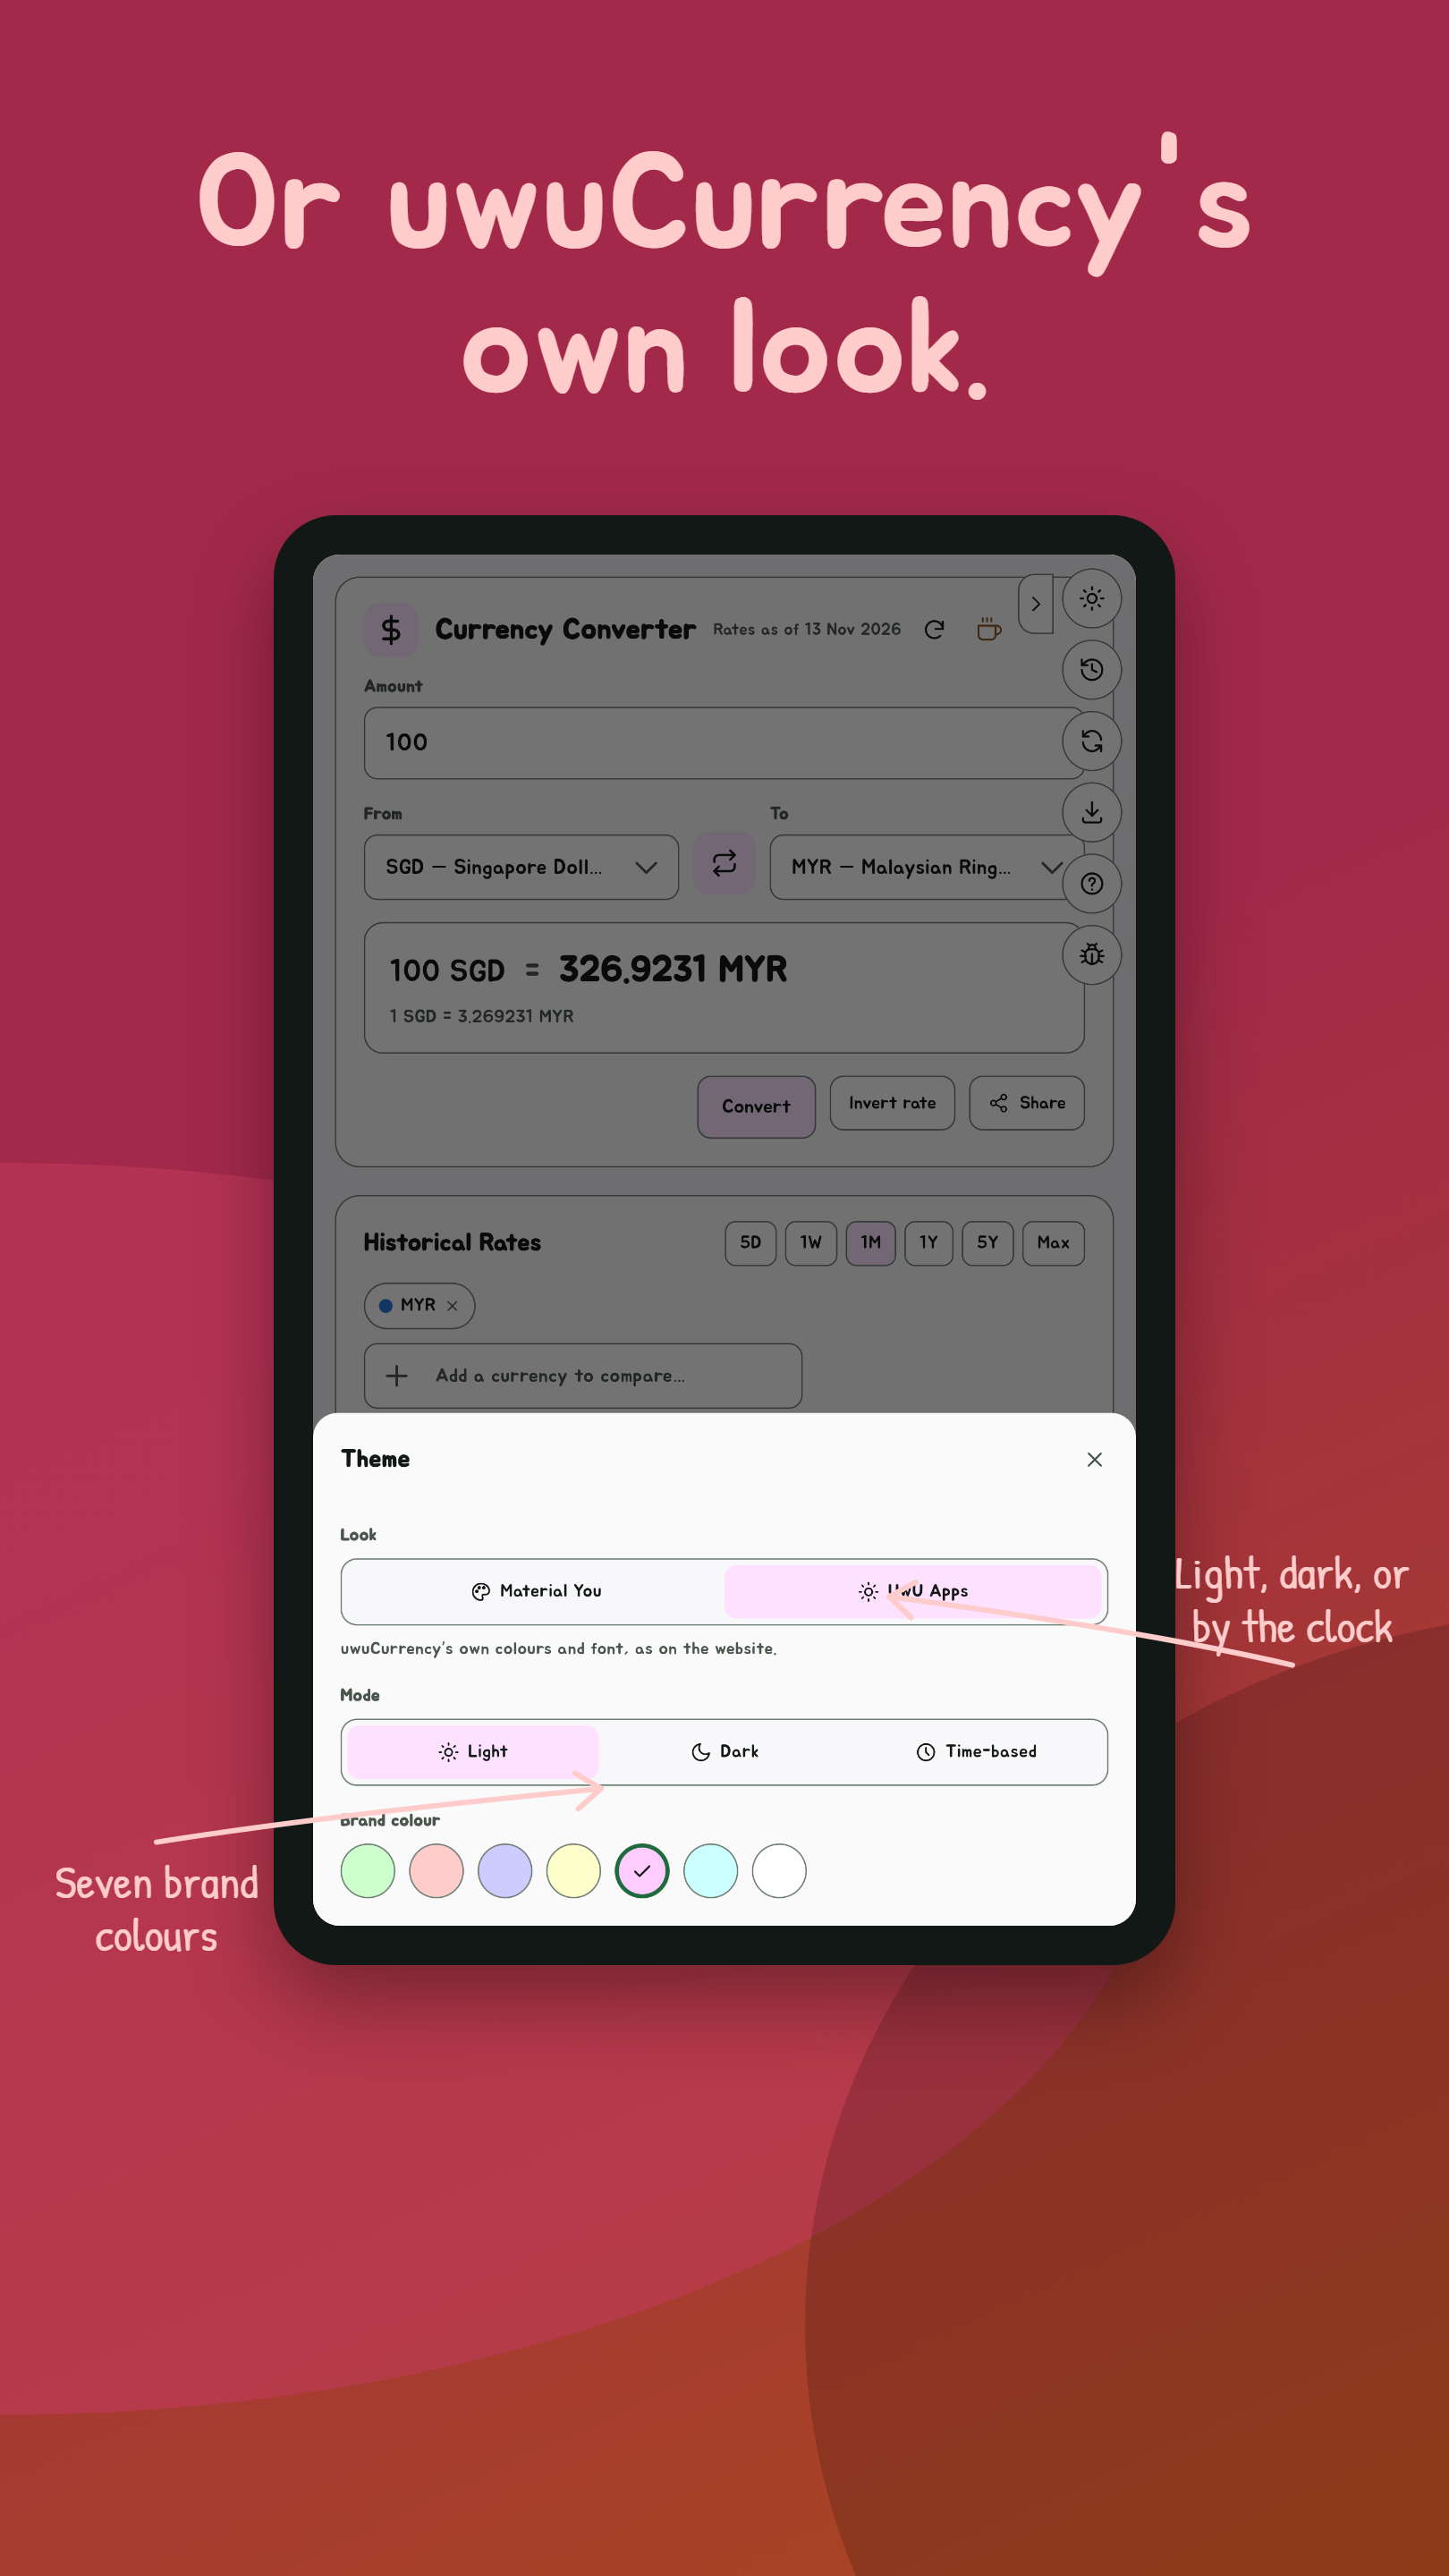 Or uwuCurrency's
own look.
Currency Converter
Rates as of 13 Nov 2026
Amount
100
From
To
SGD — Singapore Doll...
MYR — Malaysian Ring...
100 SGD = 326.9231 MYR
1 SGD = 3.269231 MYR
Convert
Invert rate
Share
Historical Rates
5D
1W
1M
1Y
5Y
Max
MYR
Add a currency to compare...
Theme
Look
Material You
UwU Apps
uwuCurrency's own colours and font, as on the website.
Mode
Light
Dark
Time-based
Brand colour
Light, dark, or
by the clock
Seven brand
colours